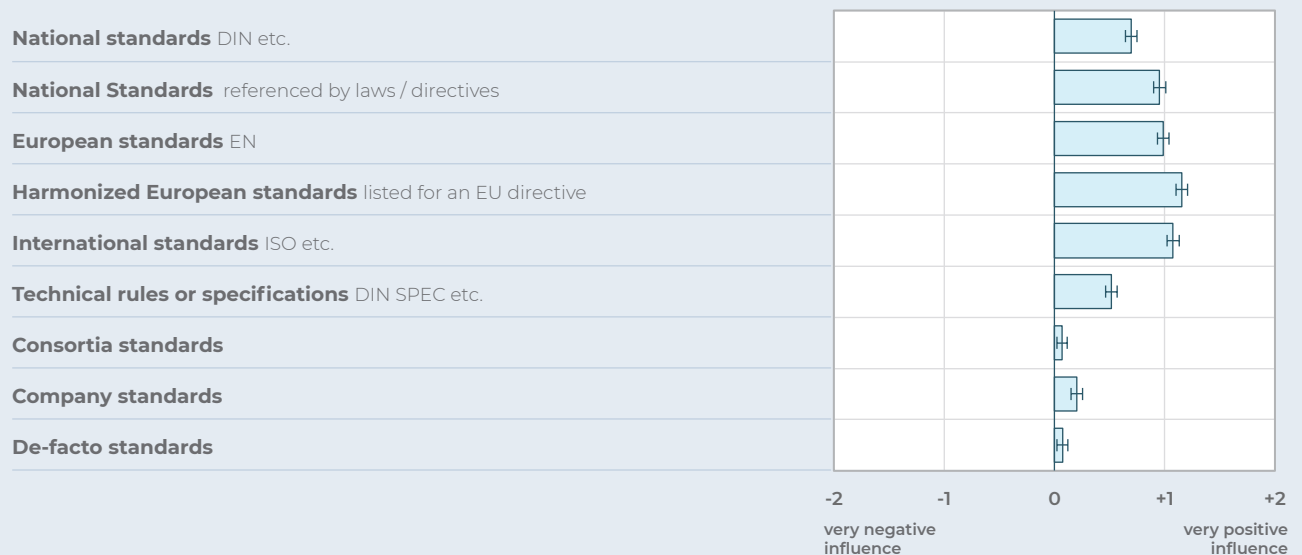 National standards DIN etc.
National Standards referenced by laws / directives
European standards EN
Harmonized European standards listed for an EU directive
International standards ISO etc.
Technical rules or specifications DIN SPEC etc.
Consortia standards
Company standards
De-facto standards
-2 -1 0 +1 +2
very negative very positive
influence influence